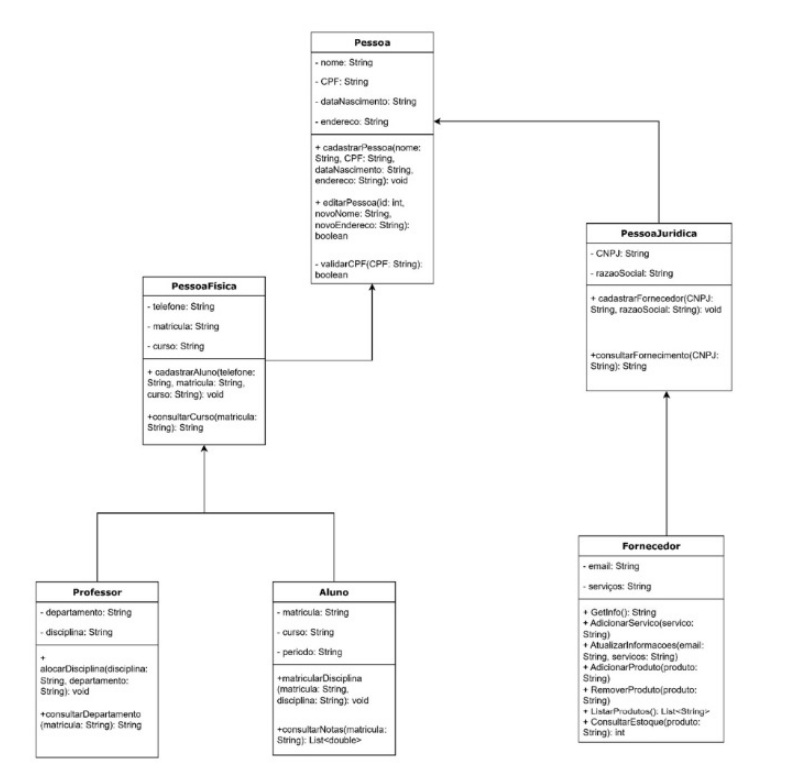 Pessoa
- nome: String
- CPF: String
- dataNascimento: String
- endereco: String
+ cadastrarPessoa(nome:
String, CPF: String,
dataNascimento: String,
endereco: String): void
+ editarPessoa(id: int,
novoNome: String,
novoEndereco: String):
boolean
- validarCPF(CPF: String):
boolean
PessoaJuridica
- CNPJ: String
- razaoSocial: String
+ cadastrarFornecedor(CNPJ:
String, razaoSocial: String): void
+consultarFornecimento(CNPJ:
String): String
PessoaFísica
- telefone: String
- matricula: String
- curso: String
+ cadastrarAluno(telefone:
String, matricula: String,
curso: String): void
+consultarCurso(matricula:
String): String
Professor
- departamento: String
- disciplina: String
+
alocarDisciplina(disciplina:
String, departamento:
String): void
+consultarDepartamento
(matricula: String): String
Aluno
- matricula: String
- curso: String
- periodo: String
+matricularDisciplina
(matricula: String,
disciplina: String): void
+consultarNotas(matricula:
String): List<double>
Fornecedor
- email: String
- serviços: String
+ GetInfo(): String
+ AdicionarServico(servico:
String)
+ AtualizarInformacoes(email:
String, servicos: String)
+ AdicionarProduto(produto:
String)
+ RemoverProduto(produto:
String)
+ ListarProdutos(): List<String>
+ ConsultarEstoque(produto:
String): int